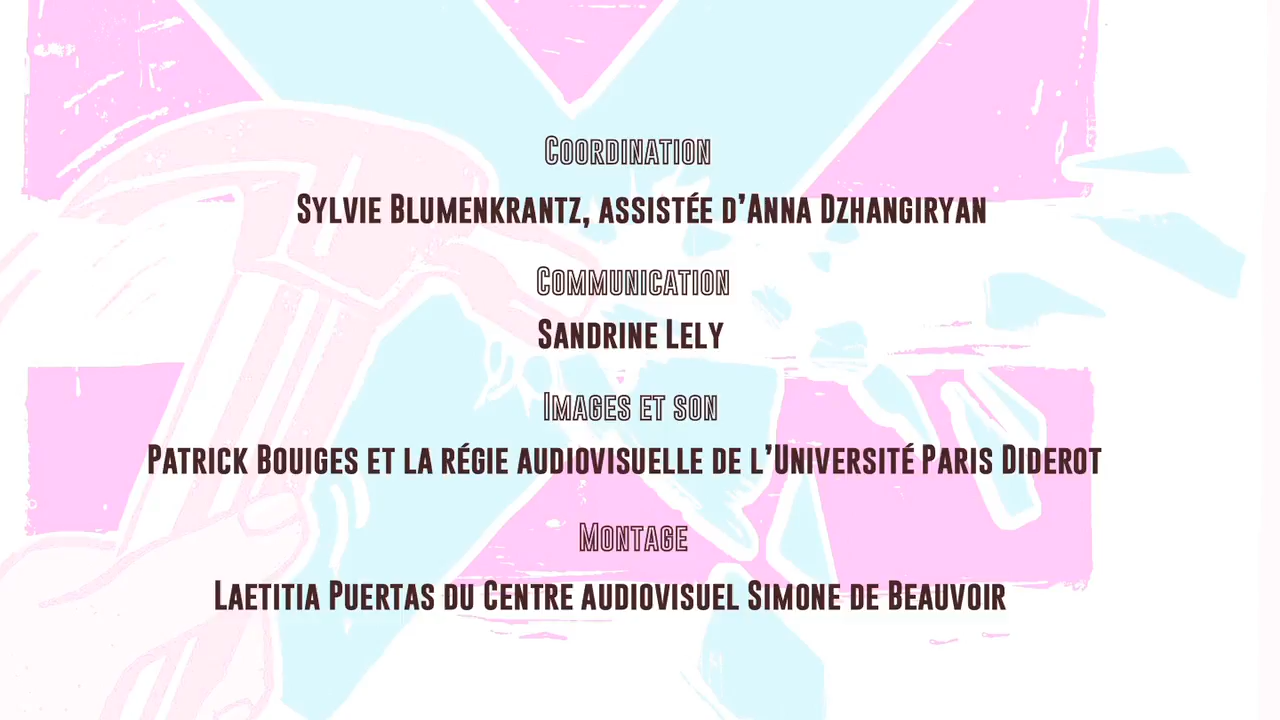 Coordination
Sylvie Blumenkrantz, assistée d'Anna Dzhangiryan
Communication
Sandrine Lely
Images et son
Patrick Bouiges et la régie audiovisuelle de l'Université Paris Diderot
Montage
Laetitia Puertas du Centre audiovisuel Simone de Beauvoir